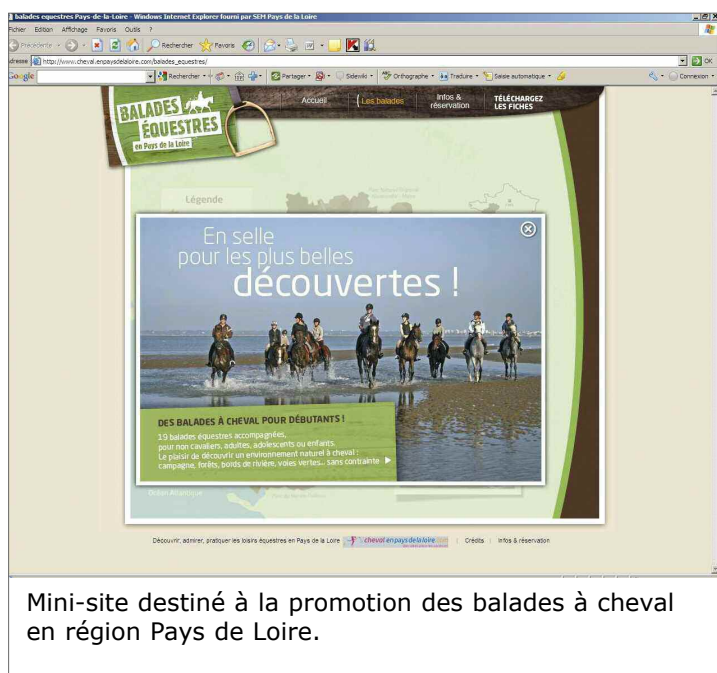 balades equestres Pays-de-la-Loire - Windows Internet Explorer fourni par SEM Pays de la Loire
Fichier Edition Affichage Favoris Outils ?
Précédente Rechercher Favoris
Adresse http://www.cheval.enpaysdelaloire.com/balades_equestres/ OK
Google Rechercher Partager Sidewiki Orthographe Traduire Saisie automatique Connexion
BALADES
ÉQUESTRES
en Pays de la Loire
Accueil Les balades Infos & réservation TÉLÉCHARGEZ LES FICHES
Légende
En selle
pour les plus belles
découvertes !
DES BALADES À CHEVAL POUR DÉBUTANTS !
19 balades équestres accompagnées,
pour non cavaliers, adultes, adolescents ou enfants.
Le plaisir de découvrir un environnement naturel à cheval :
campagne, forêts, bords de rivière, voies vertes... sans contrainte
Océan Atlantique
Découvrir, admirer, pratiquer les loisirs équestres en Pays de la Loire cheval enpaysdelaloire.com | Crédits | Infos & réservation
Mini-site destiné à la promotion des balades à cheval
en région Pays de Loire.